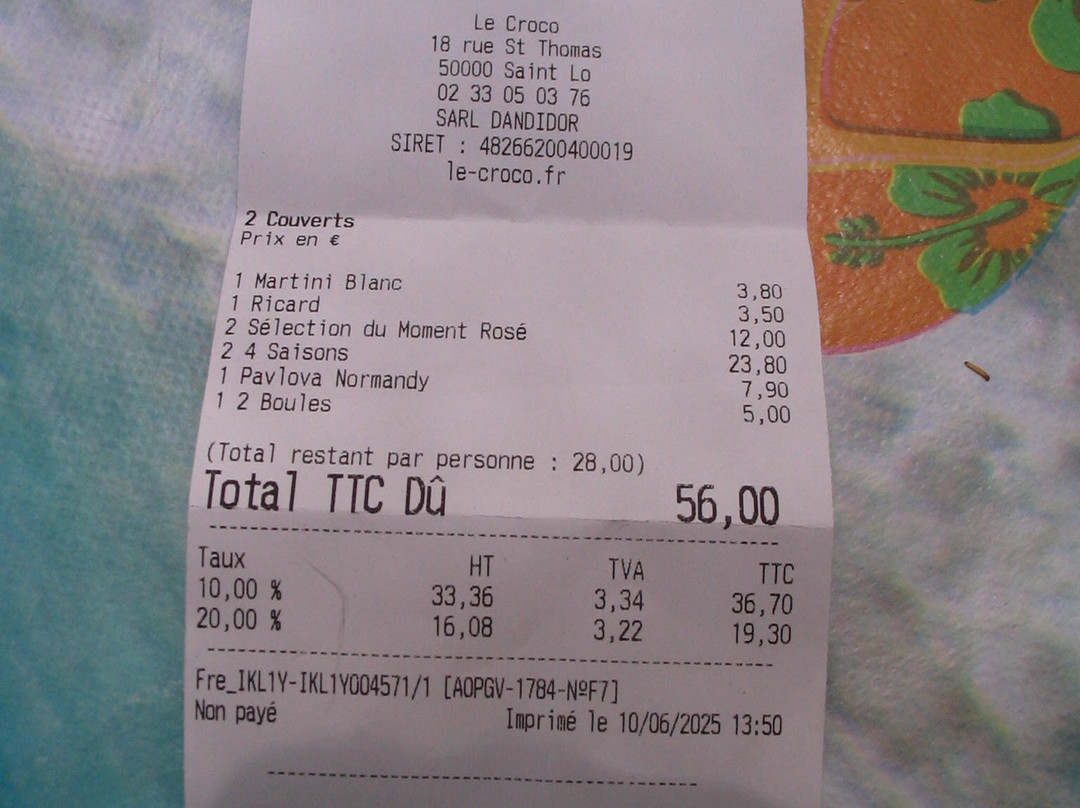 Le Croco
18 rue St Thomas
50000 Saint Lo
02 33 05 03 76
SARL DANDIDOR
SIRET : 48266200400019
le-croco.fr
2 Couverts
Prix en €
1 Martini Blanc 3,80
1 Ricard 3,50
2 Sélection du Moment Rosé 12,00
2 4 Saisons 23,80
1 Pavlova Normandy 7,90
1 2 Boules 5,00
(Total restant par personne : 28,00)
Total TTC Dû 56,00
Taux HT TVA TTC
10,00 % 33,36 3,34 36,70
20,00 % 16,08 3,22 19,30
Fre_IKL1Y-IKL1Y004571/1 [AOPGV-1784-NºF7]
Non payé Imprimé le 10/06/2025 13:50